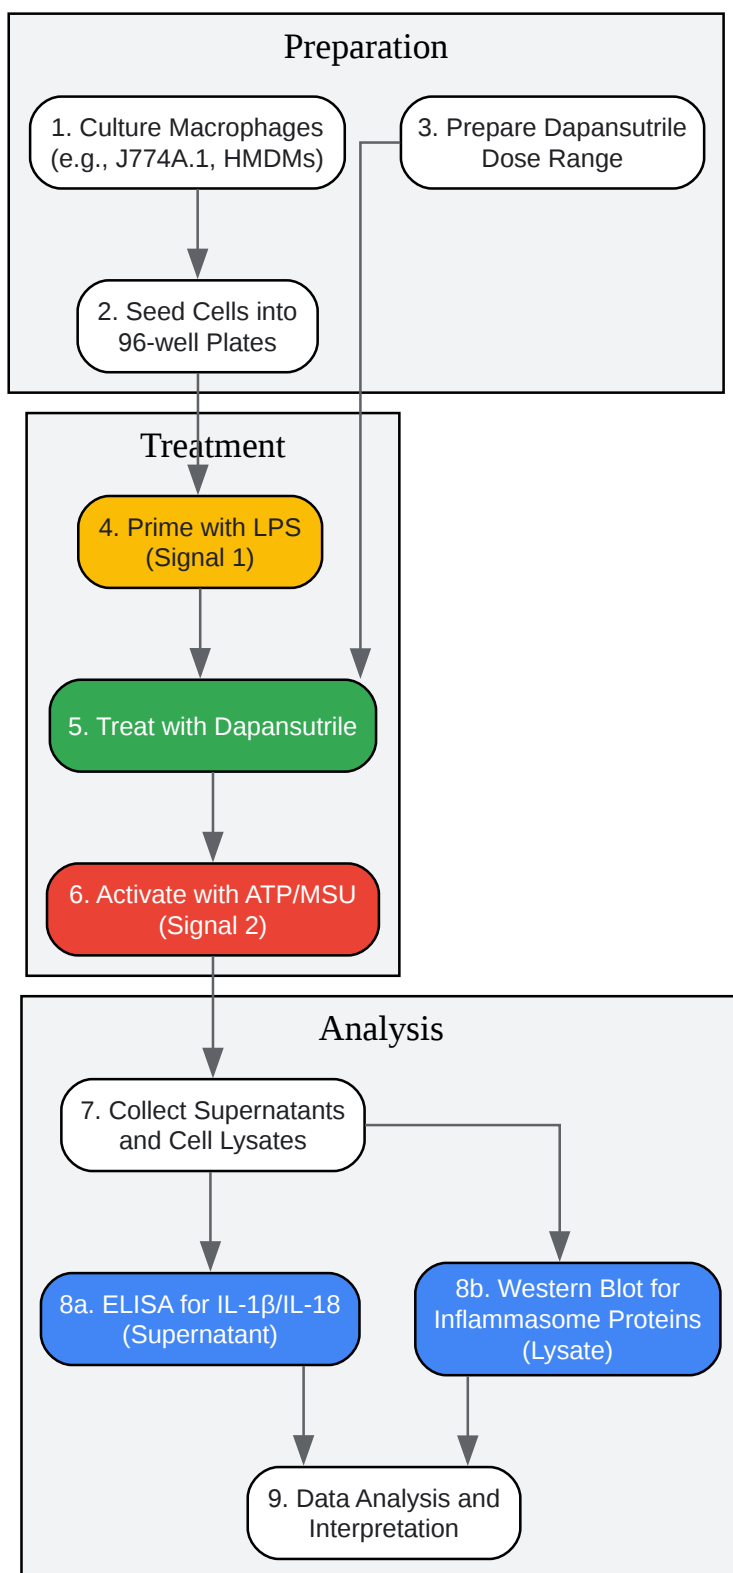 Preparation
1. Culture Macrophages
(e.g., J774A.1, HMDMs)
3. Prepare Dapansutrile
Dose Range
2. Seed Cells into
96-well Plates
Treatment
4. Prime with LPS
(Signal 1)
5. Treat with Dapansutrile
6. Activate with ATP/MSU
(Signal 2)
Analysis
7. Collect Supernatants
and Cell Lysates
8a. ELISA for IL-1β/IL-18
(Supernatant)
8b. Western Blot for
Inflammasome Proteins
(Lysate)
9. Data Analysis and
Interpretation